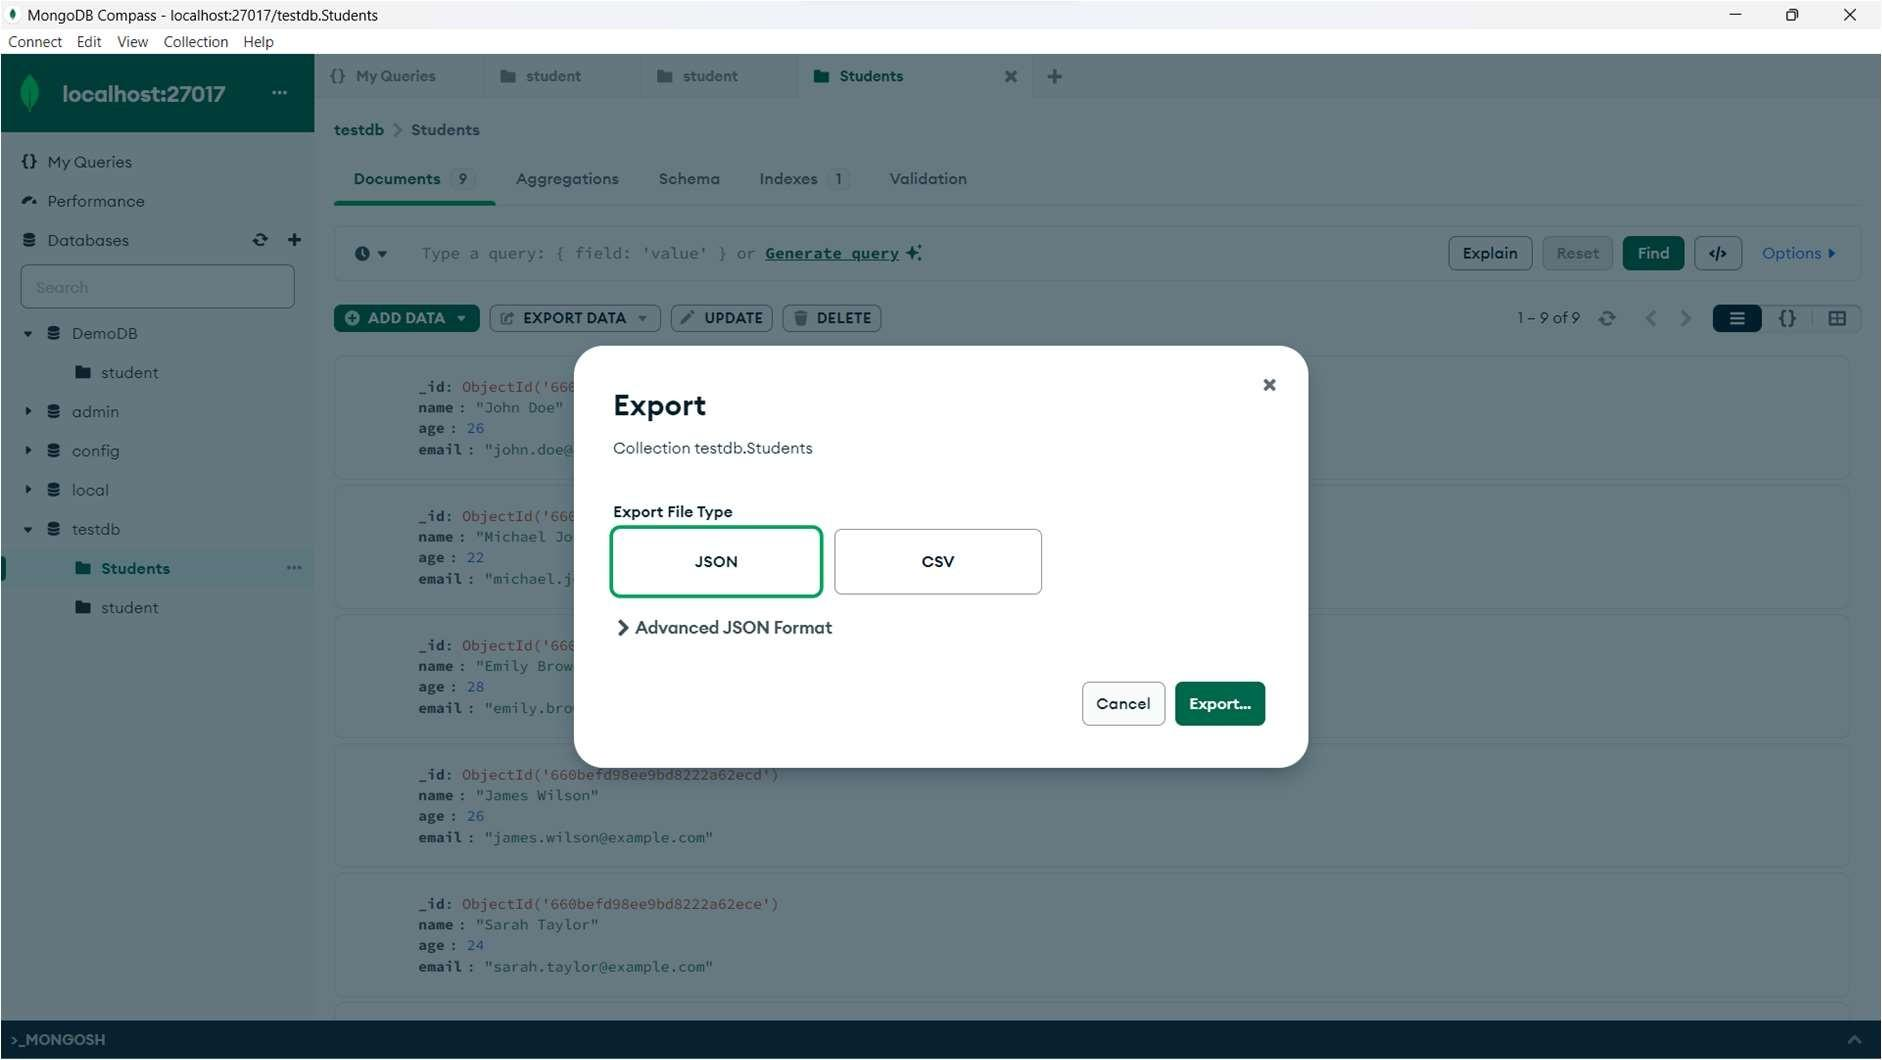 MongoDB Compass - localhost:27017/testdb.Students
Connect Edit View Collection Help
localhost:27017 ...
{} My Queries
student
student
Students
testdb > Students
My Queries
Performance
Databases
Search
DemoDB
student
admin
config
local
testdb
Students ...
student
Documents 9 Aggregations Schema Indexes 1 Validation
Type a query: { field: 'value' } or Generate query
Explain Reset Find </> Options
ADD DATA EXPORT DATA UPDATE DELETE
1 – 9 of 9 {}
_id: ObjectId('660
name : "John Doe"
age : 26
email : "john.doe@
_id: ObjectId('660
name : "Michael Jo
age : 22
email : "michael.j
_id: ObjectId('660
name : "Emily Brow
age : 28
email : "emily.bro
_id: ObjectId('660befd98ee9bd8222a62ecd')
name : "James Wilson"
age : 26
email : "james.wilson@example.com"
_id: ObjectId('660befd98ee9bd8222a62ece')
name : "Sarah Taylor"
age : 24
email : "sarah.taylor@example.com"
Export
Collection testdb.Students
Export File Type
JSON CSV
Advanced JSON Format
Cancel Export...
>_MONGOSH